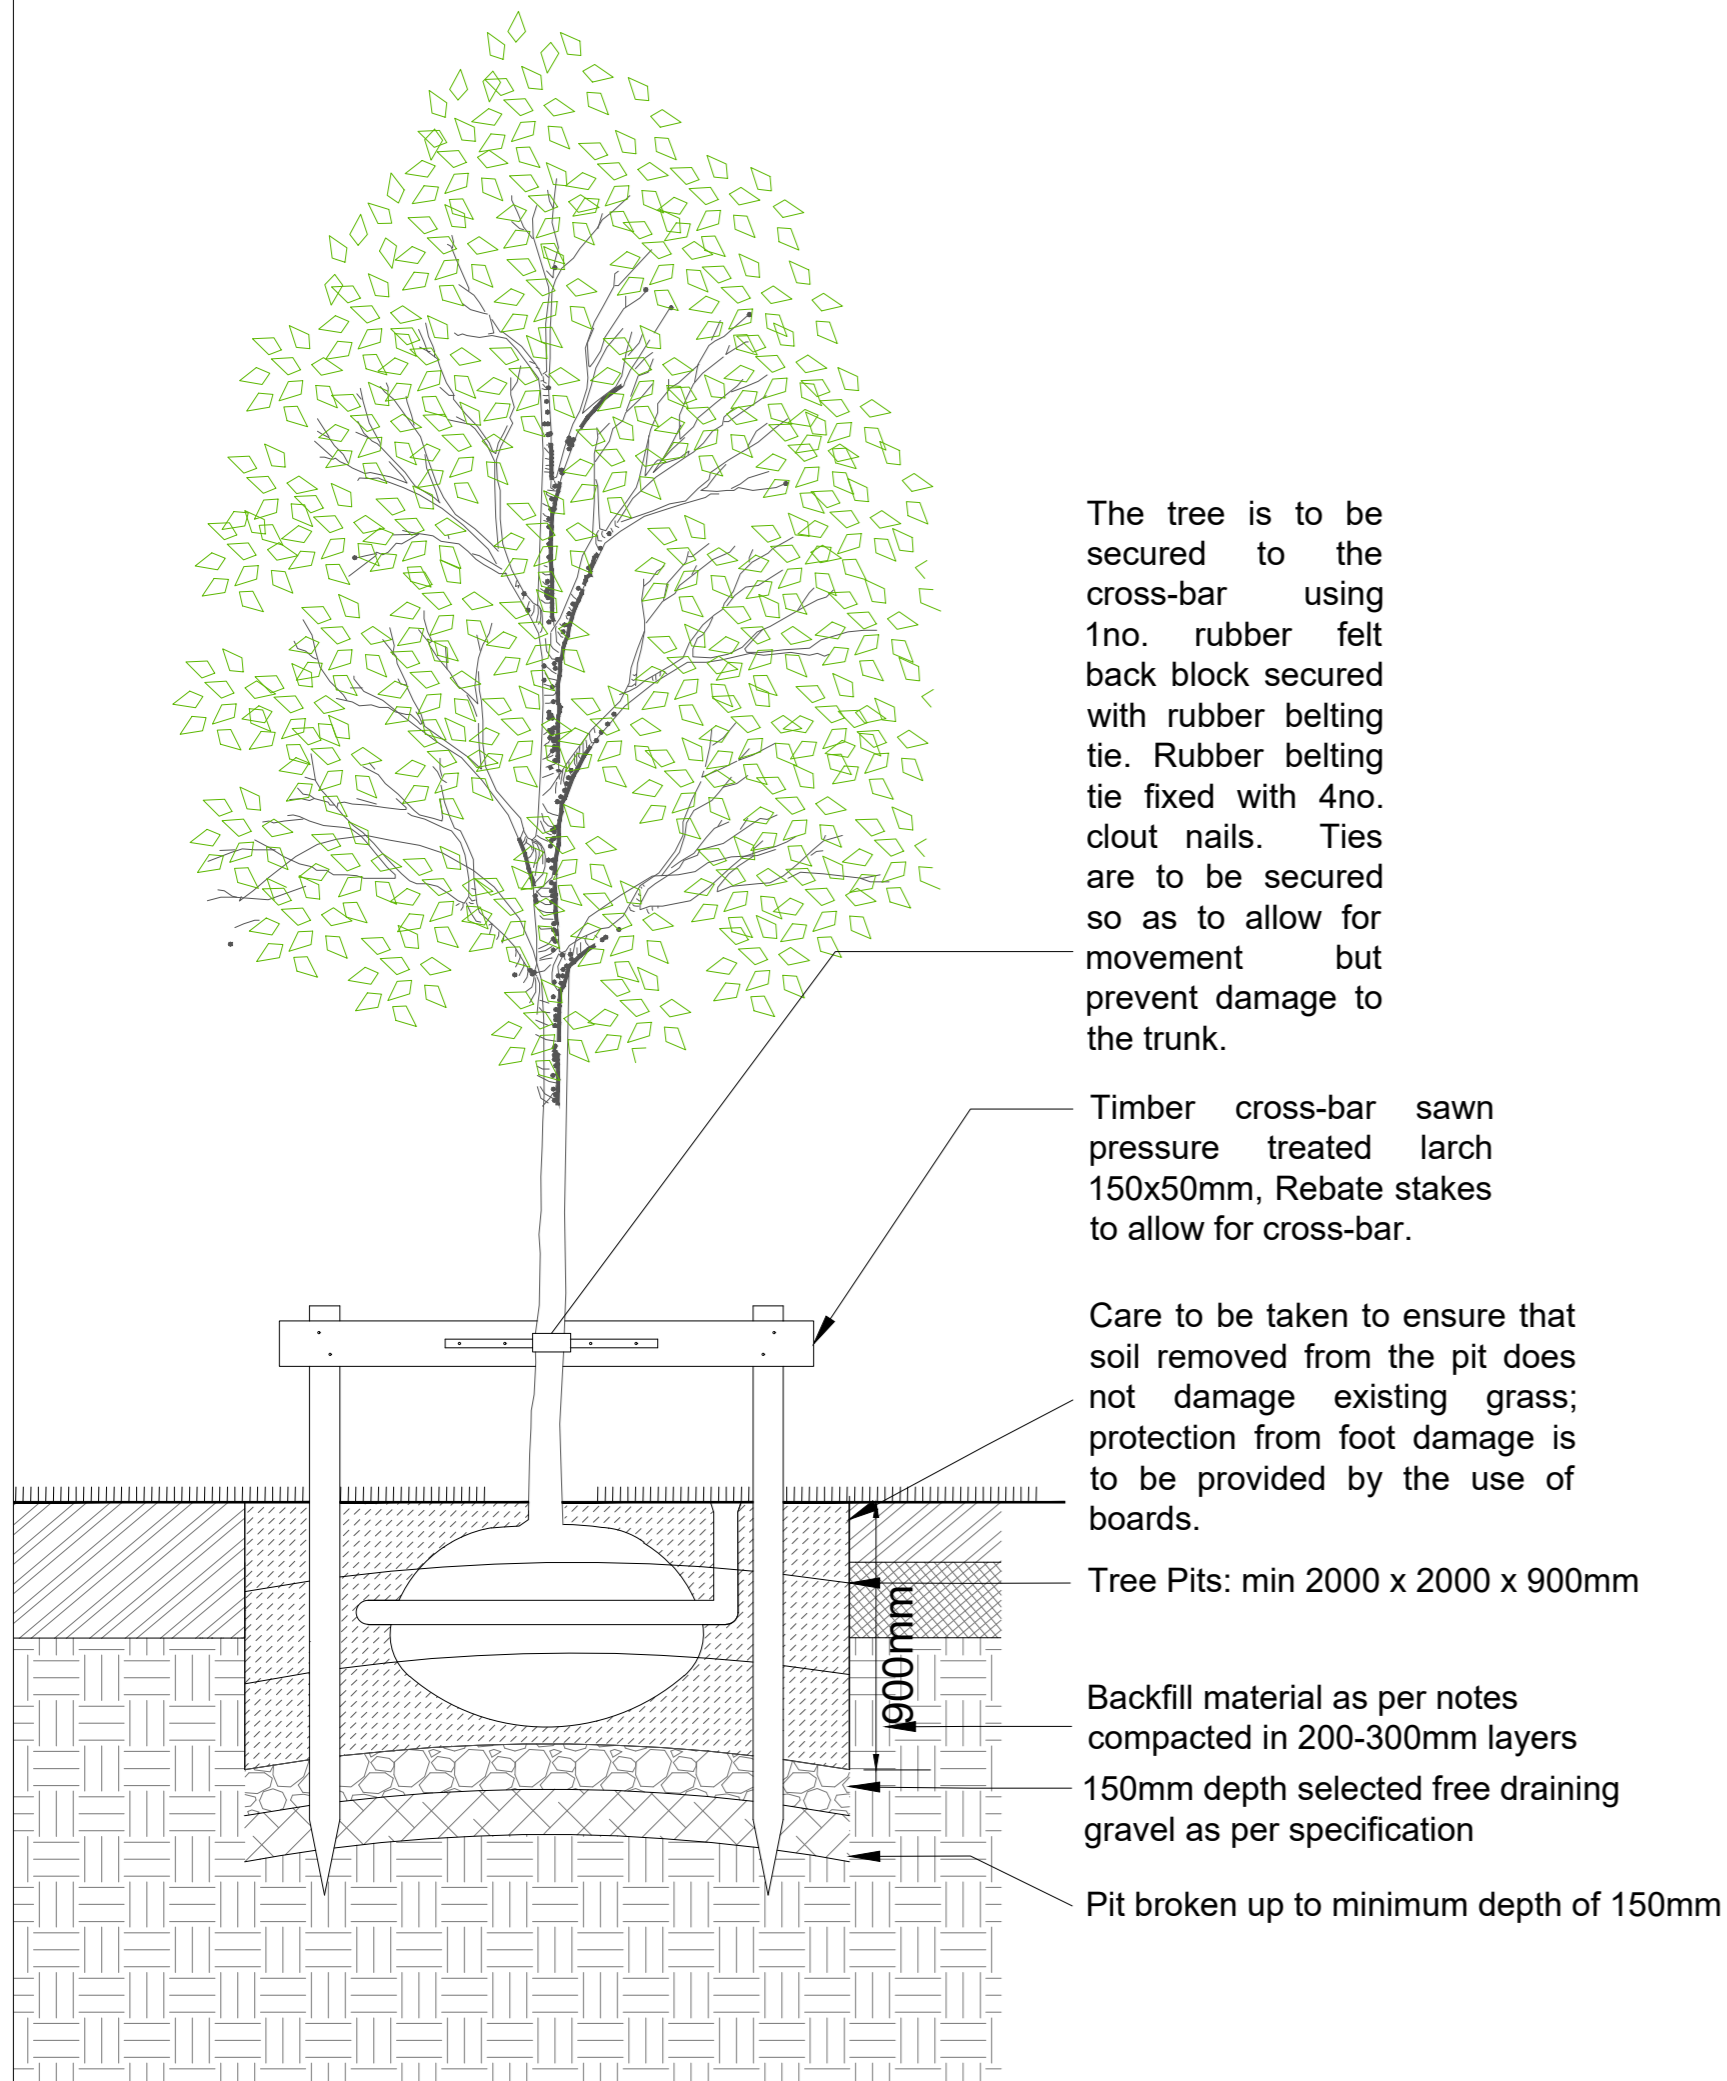 The tree is to be
secured to the
cross-bar using
1no. rubber felt
back block secured
with rubber belting
tie. Rubber belting
tie fixed with 4no.
clout nails. Ties
are to be secured
so as to allow for
movement but
prevent damage to
the trunk.
Timber cross-bar sawn
pressure treated larch
150x50mm, Rebate stakes
to allow for cross-bar.
Care to be taken to ensure that
soil removed from the pit does
not damage existing grass;
protection from foot damage is
to be provided by the use of
boards.
Tree Pits: min 2000 x 2000 x 900mm
900mm
Backfill material as per notes
compacted in 200-300mm layers
150mm depth selected free draining
gravel as per specification
Pit broken up to minimum depth of 150mm